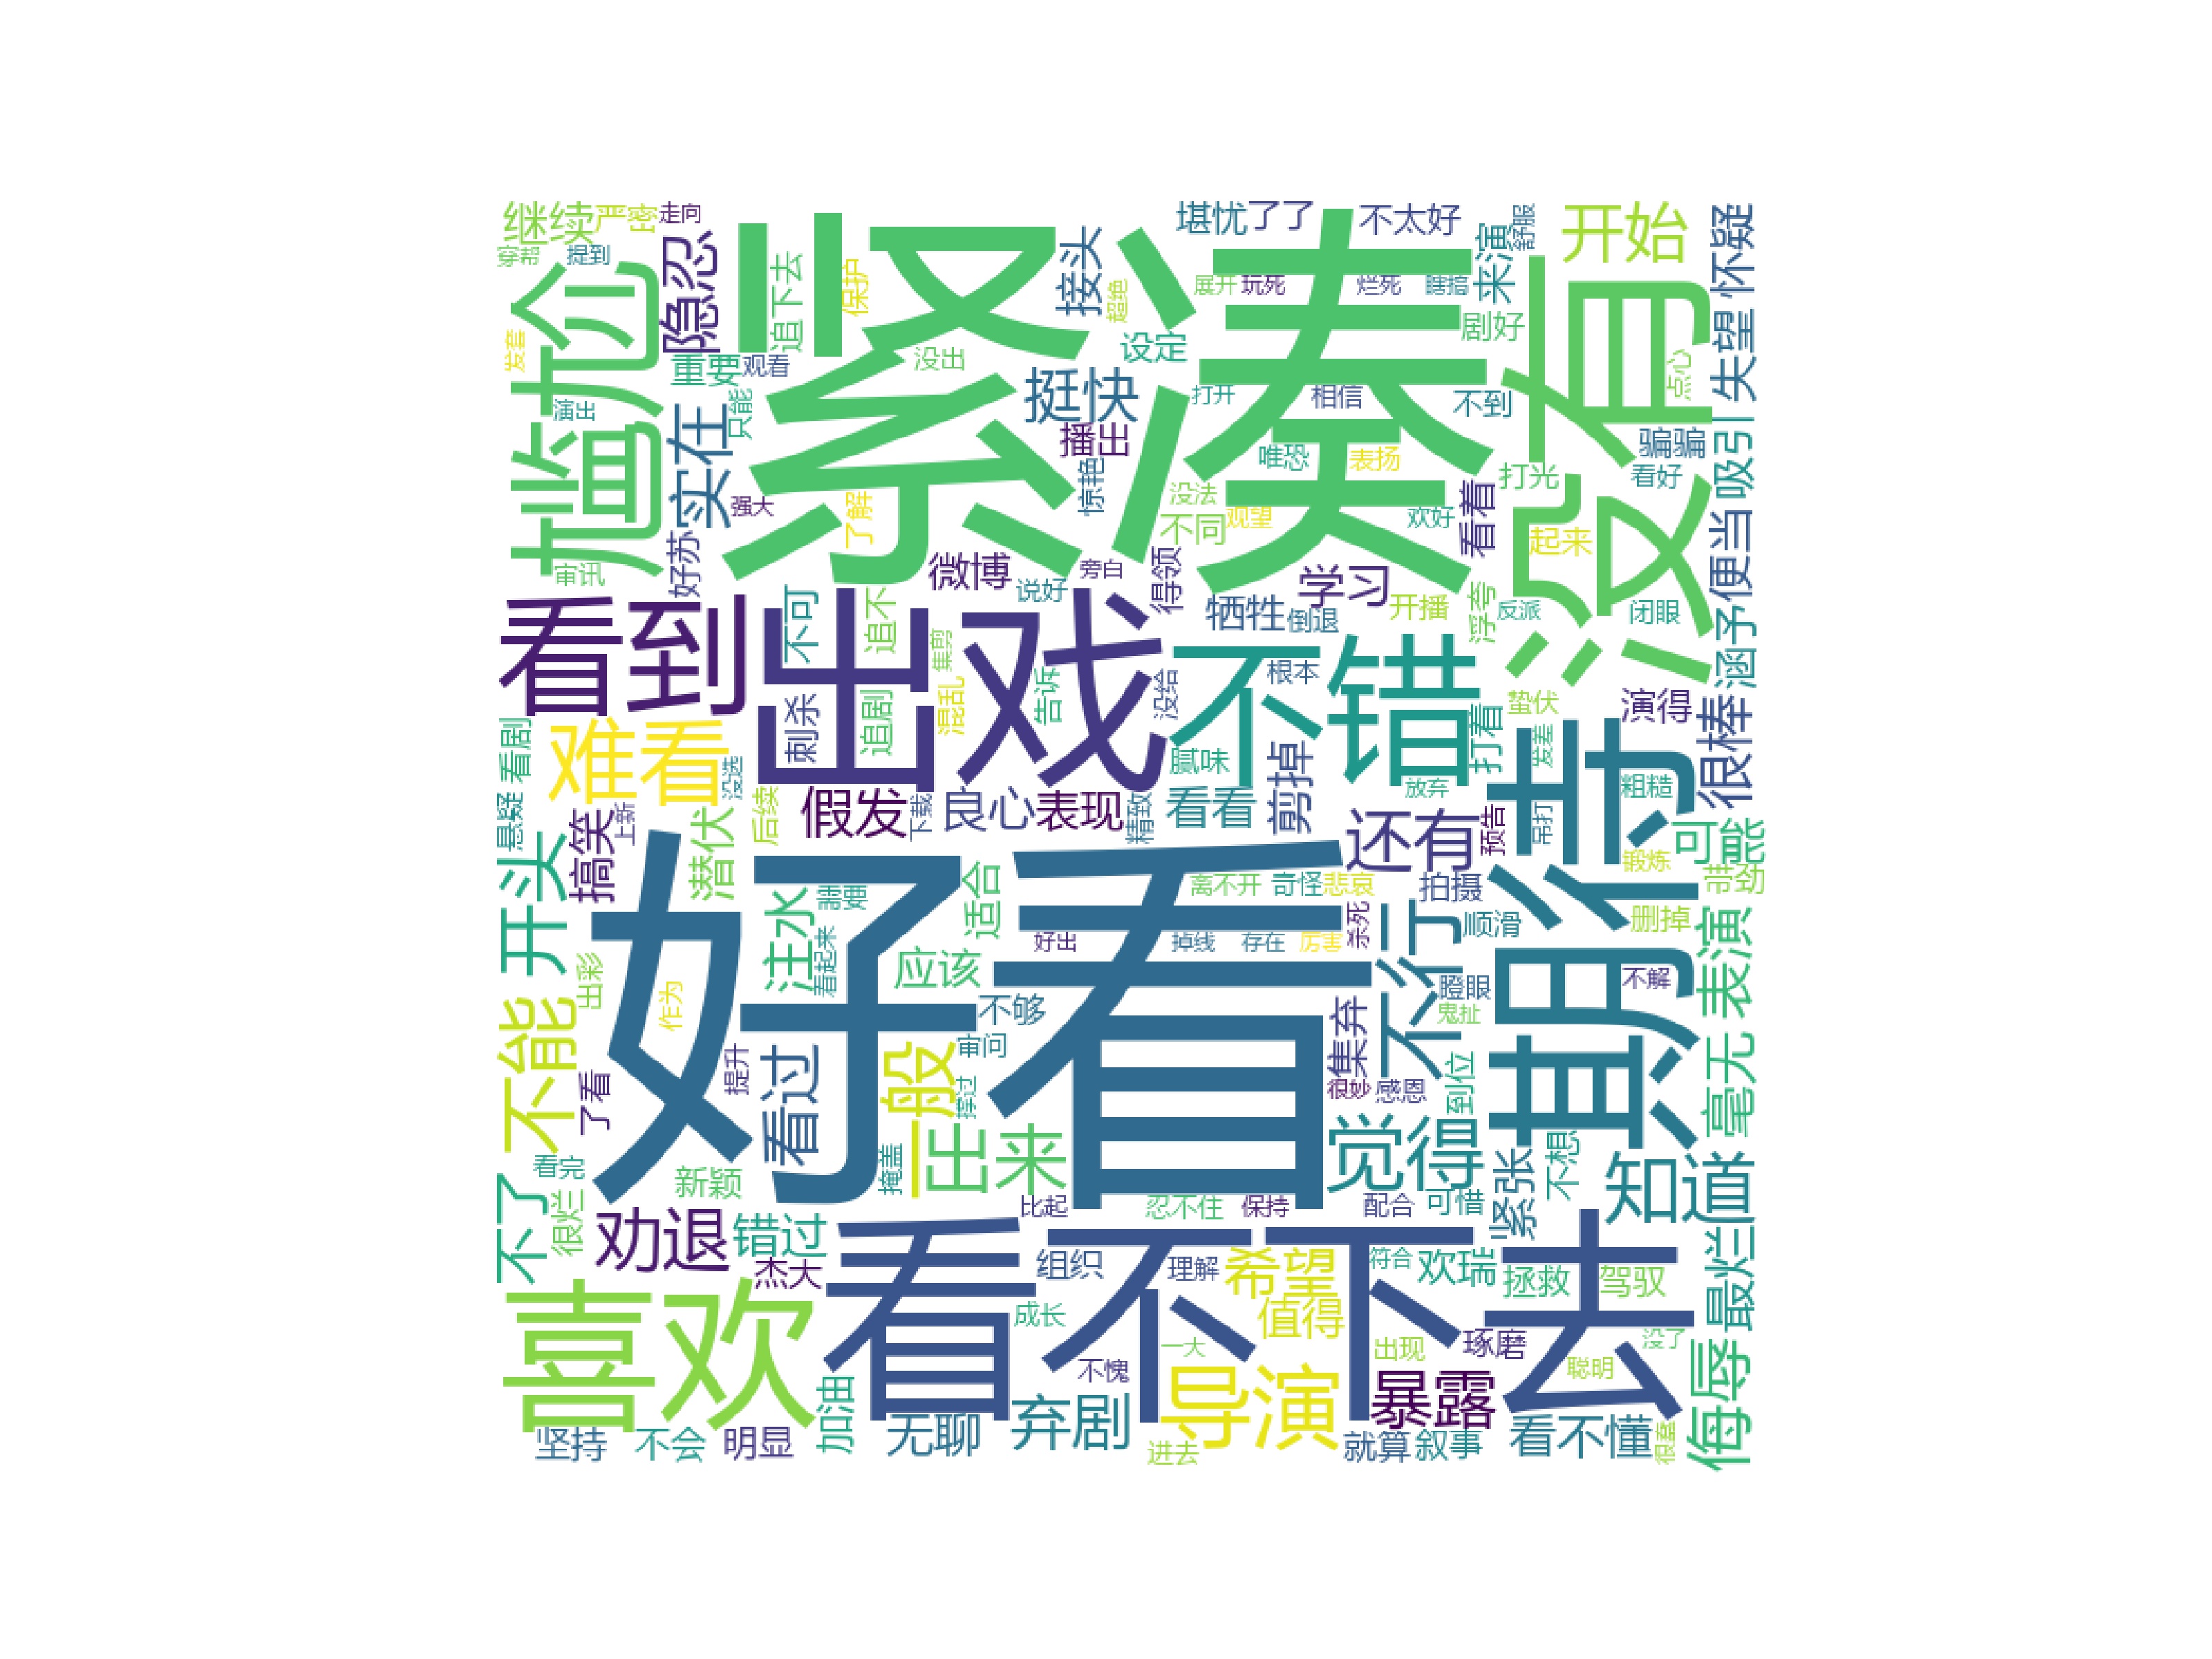 继续
严密
走向
穿帮
提到
尴尬
隐忍
追下去
保护
紧凑
接头
超绝
堪忧
了了
不太好
来演
舒服
开始
怀疑
展开
玩死
烂死
瞎搞
剧好
没有
失望
发套
演出
重要
观看
没出
设定
挺快
打开
相信
不到
点心
实在
只能
播出
惊艳
唯恐
表扬
打光
骗骗
看好
吸引
强大
了解
没法
不同
观望
欢好
看着
起来
便当
审讯
好苏
微博
说好
旁白
得领
学习
开播
浮夸
反派
闭眼
涵予
看到
出戏
不可
追不
集剪
牺牲
倒退
不错
根本
难看
刺杀
追剧
混乱
告诉
没给
打着
蛰伏
演得
很棒
看剧
没选
腻味
剪掉
放弃
发差
粗糙
期待
悬疑
上新
搞笑
潜伏
后续
假发
下载
良心
表现
精致
看看
还有
预告
吊打
锻炼
可能
带劲
开头
好看
注水
需要
适合
离不开
奇怪
悲哀
杀死
拍摄
顺滑
删掉
表演
出彩
作为
看起来
应该
好出
掉线
存在
厉害
不行
瞪眼
不解
不能
不够
审问
集弃
鬼扯
毫无
了看
提升
看过
一般
撑过
很妙
感恩
到位
不了
看完
很烂
新颖
掩盖
出来
觉得
紧张
不想
知道
劝退
错过
比起
忍不住
保持
配合
可惜
杰大
看不下去
组织
理解
希望
符合
欢瑞
拯救
驾驭
最烂
喜欢
成长
值得
一大
出现
琢磨
聪明
没了
侮辱
加油
不愧
导演
暴露
坚持
不会
明显
无聊
弃剧
进去
就算
叙事
看不懂